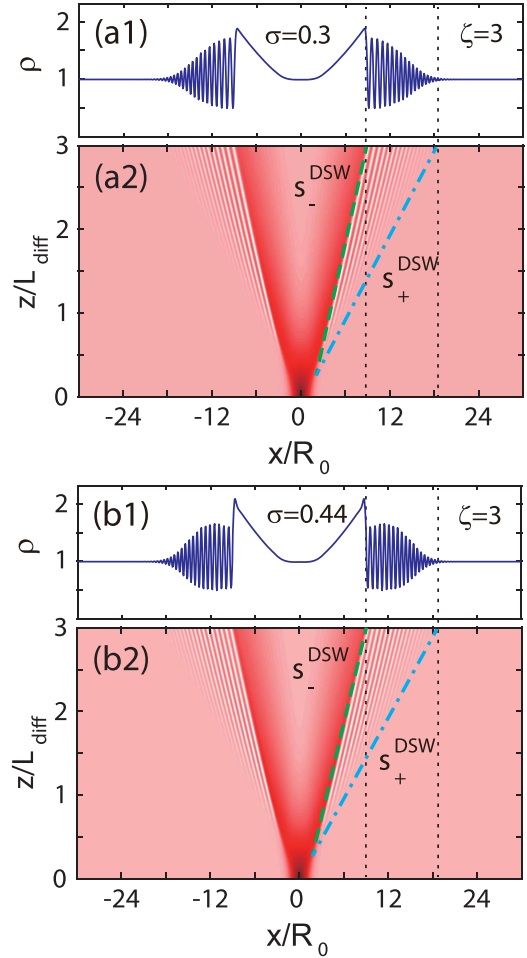 (a1) σ=0.3 ζ=3
ρ
2
1
(a2)
s_-^DSW
s_+^DSW
z/L_diff
3
2
1
0
-24 -12 0 12 24
x/R_0
(b1) σ=0.44 ζ=3
ρ
2
1
(b2)
s_-^DSW
s_+^DSW
z/L_diff
3
2
1
0
-24 -12 0 12 24
x/R_0